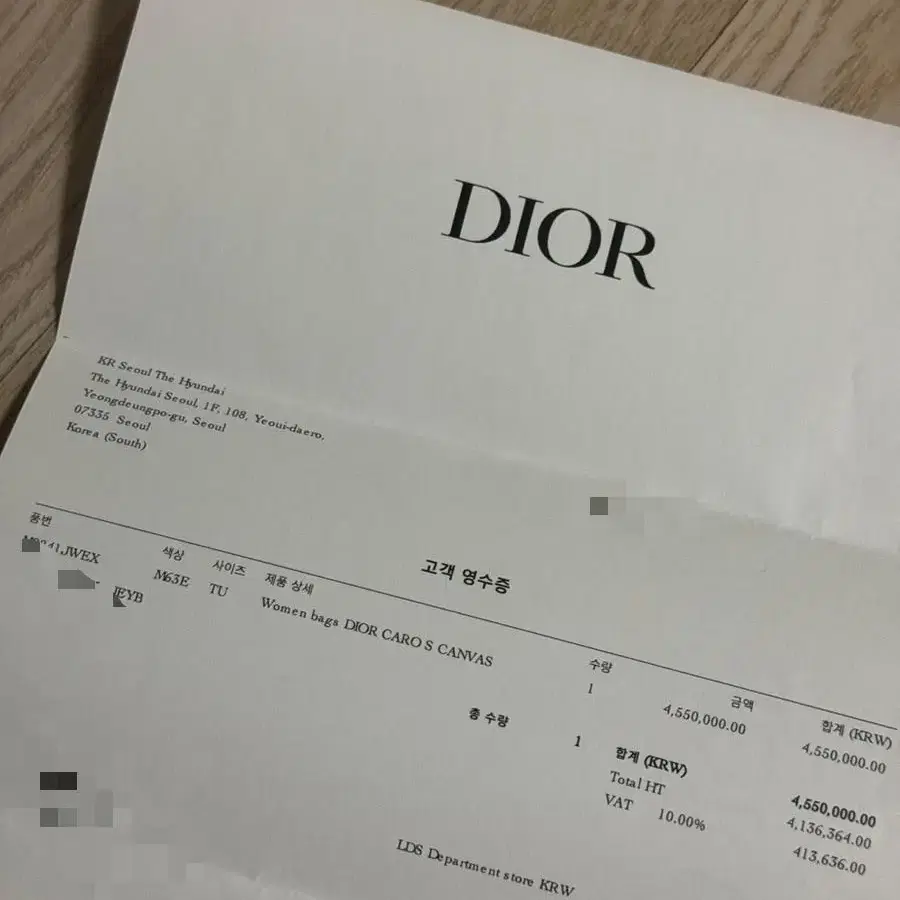 DIOR
KR Seoul The Hyundai
The Hyundai Seoul, 1F, 108, Yeoui-daero,
Yeongdeungpo-gu, Seoul
07335 Seoul
Korea (South)
고객 영수증
품번 색상 사이즈 제품 상세 수량 금액 합계 (KRW)
M63E TU Women bags DIOR CARO S CANVAS 1 4,550,000.00 4,550,000.00
총 수량 1 합계 (KRW) 4,550,000.00
Total HT 4,136,364.00
VAT 10.00% 413,636.00
LDS Department store KRW